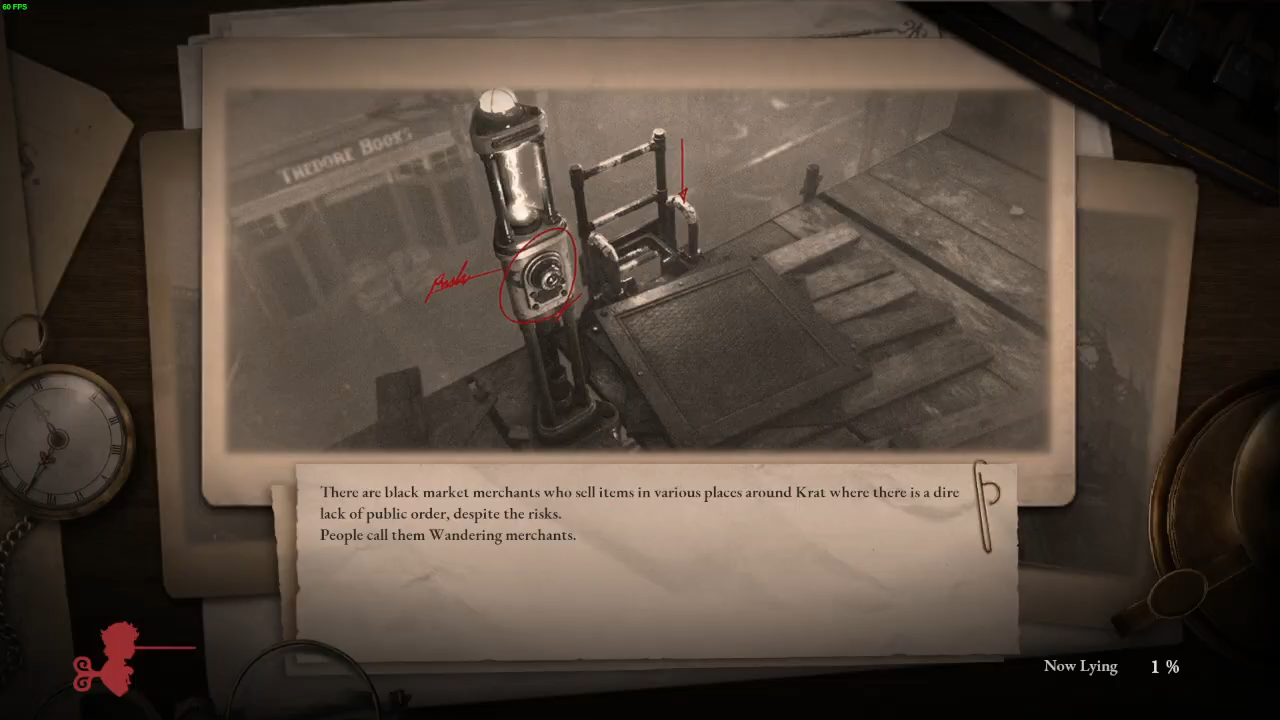 60 FPS
THEDORE BOOK'S
There are black market merchants who sell items in various places around Krat where there is a dire
lack of public order, despite the risks.
People call them Wandering merchants.
Now Lying 1 %